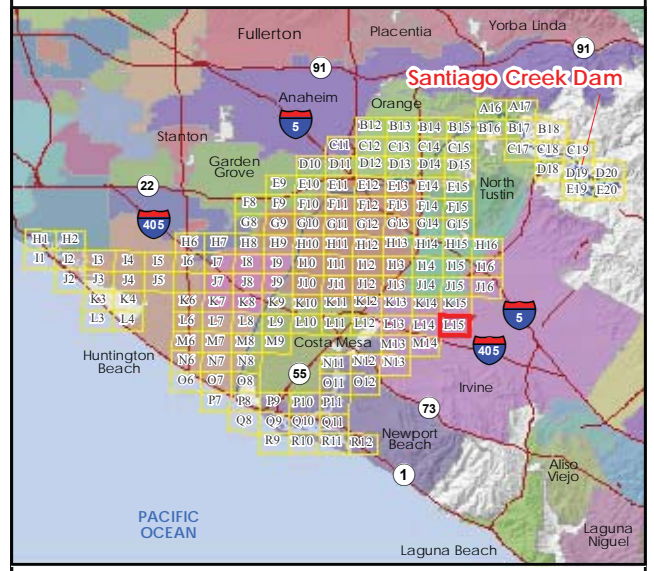 Fullerton
Placentia
Yorba Linda
91
91
Santiago Creek Dam
Anaheim
Orange
A16 A17
5
B12 B13 B14 B15 B16 B17 B18
Stanton
C11 C12 C13 C14 C15 C17 C18 C19
Garden
Grove
D10 D11 D12 D13 D14 D15 D18 D19 D20
22
E9 E10 E11 E12 E13 E14 E15 E19 E20
North
Tustin
F8 F9 F10 F11 F12 F13 F14 F15
405
G8 G9 G10 G11 G12 G13 G14 G15
H1 H2 H6 H7 H8 H9 H10 H11 H12 H13 H14 H15 H16
I1 I2 I3 I4 I5 I6 I7 I8 I9 I10 I11 I12 I13 I14 I15 I16
J2 J3 J4 J5 J7 J8 J9 J10 J11 J12 J13 J14 J15 J16
K3 K4 K6 K7 K8 K9 K10 K11 K12 K13 K14 K15
5
L3 L4 L6 L7 L8 L9 L10 L11 L12 L13 L14 L15
M6 M7 M8 M9 Costa Mesa M13 M14
405
Huntington
Beach
N6 N7 N8 N11 N12 N13
55
O6 O7 O8 O11 O12
Irvine
P7 P8 P9 P10 P11
73
Q8 Q9 Q10 Q11
Newport
Beach
R9 R10 R11 R12
1
Aliso
Viejo
PACIFIC
OCEAN
Laguna
Niguel
Laguna Beach